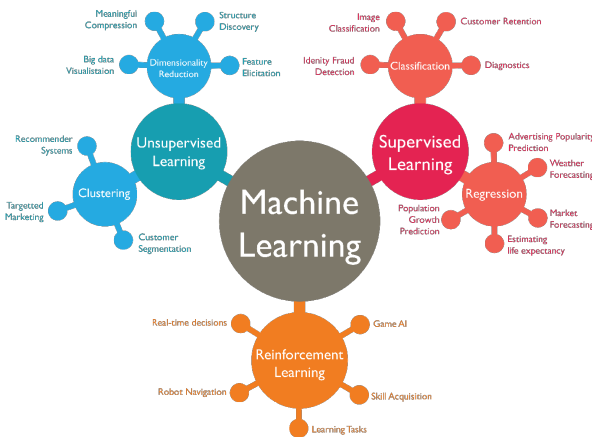 Meaningful
Compression
Structure
Discovery
Big data
Visualistaion
Dimensionality
Reduction
Feature
Elicitation
Unsupervised
Learning
Recommender
Systems
Clustering
Targetted
Marketing
Customer
Segmentation
Machine
Learning
Image
Classification
Customer Retention
Idenity Fraud
Detection
Classification
Diagnostics
Supervised
Learning
Advertising Popularity
Prediction
Weather
Forecasting
Regression
Population
Growth
Prediction
Market
Forecasting
Estimating
life expectancy
Real-time decisions
Game AI
Reinforcement
Learning
Robot Navigation
Skill Acquisition
Learning Tasks